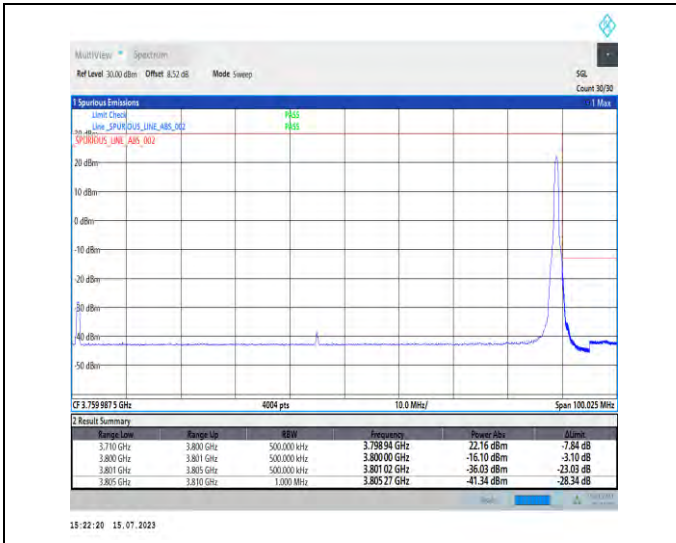 MultiView Spectrum
Ref Level 30.00 dBm Offset 8.52 dB Mode Sweep SGL
Count 30/30
1 Spurious Emissions 1 Max
Limit Check PASS
Line _SPURIOUS_LINE_ABS_002 PASS
_SPURIOUS_LINE_ABS_002
20 dBm
10 dBm
0 dBm
-10 dBm
-20 dBm
-30 dBm
-40 dBm
-50 dBm
CF 3.759 987 5 GHz 4004 pts 10.0 MHz/ Span 100.025 MHz
2 Result Summary
Range Low Range Up RBW Frequency Power Abs ΔLimit
3.710 GHz 3.800 GHz 500.000 kHz 3.798 94 GHz 22.16 dBm -7.84 dB
3.800 GHz 3.801 GHz 500.000 kHz 3.800 00 GHz -16.10 dBm -3.10 dB
3.801 GHz 3.805 GHz 500.000 kHz 3.801 02 GHz -36.03 dBm -23.03 dB
3.805 GHz 3.810 GHz 1.000 MHz 3.805 27 GHz -41.34 dBm -28.34 dB
15:22:20 15.07.2023